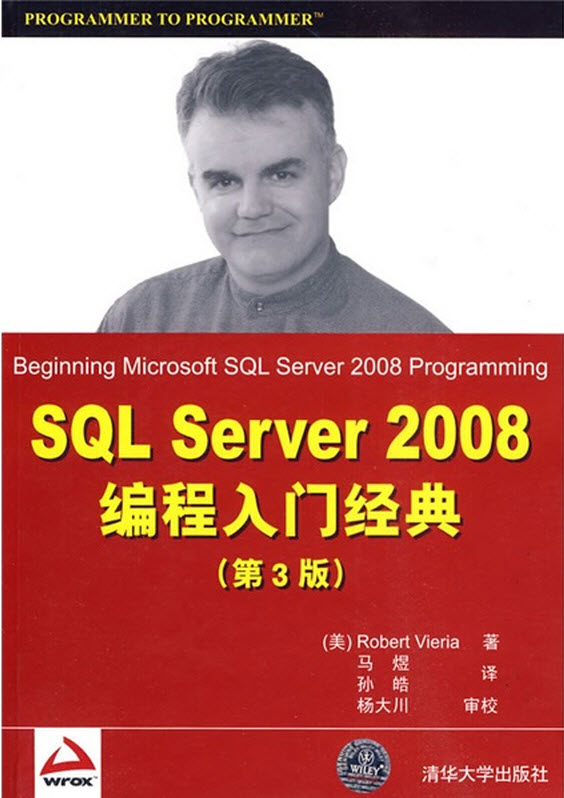 PROGRAMMER TO PROGRAMMER™
Beginning Microsoft SQL Server 2008 Programming
SQL Server 2008
编程入门经典
（第3版）
(美) Robert Vieria 著
马 煜
孙 皓 译
杨大川 审校
wrox™
WILEY
清华大学出版社